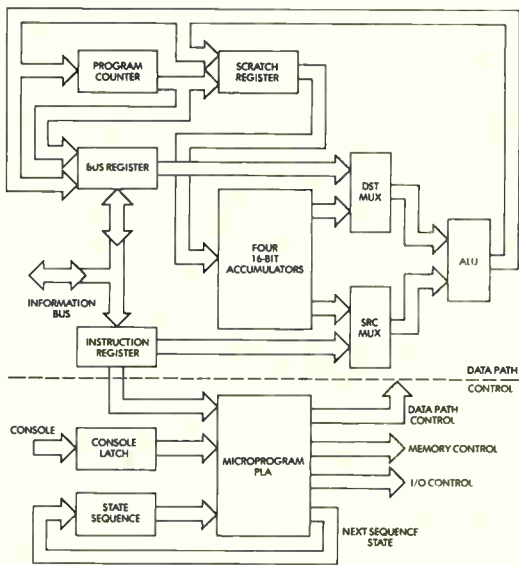 PROGRAM
COUNTER
SCRATCH
REGISTER
BUS REGISTER
DST
MUX
FOUR
16-BIT
ACCUMULATORS
ALU
INFORMATION
BUS
SRC
MUX
INSTRUCTION
REGISTER
DATA PATH
CONTROL
DATA PATH
CONTROL
CONSOLE
CONSOLE
LATCH
MICROPROGRAM
PLA
MEMORY CONTROL
I/O CONTROL
STATE
SEQUENCE
NEXT SEQUENCE
STATE